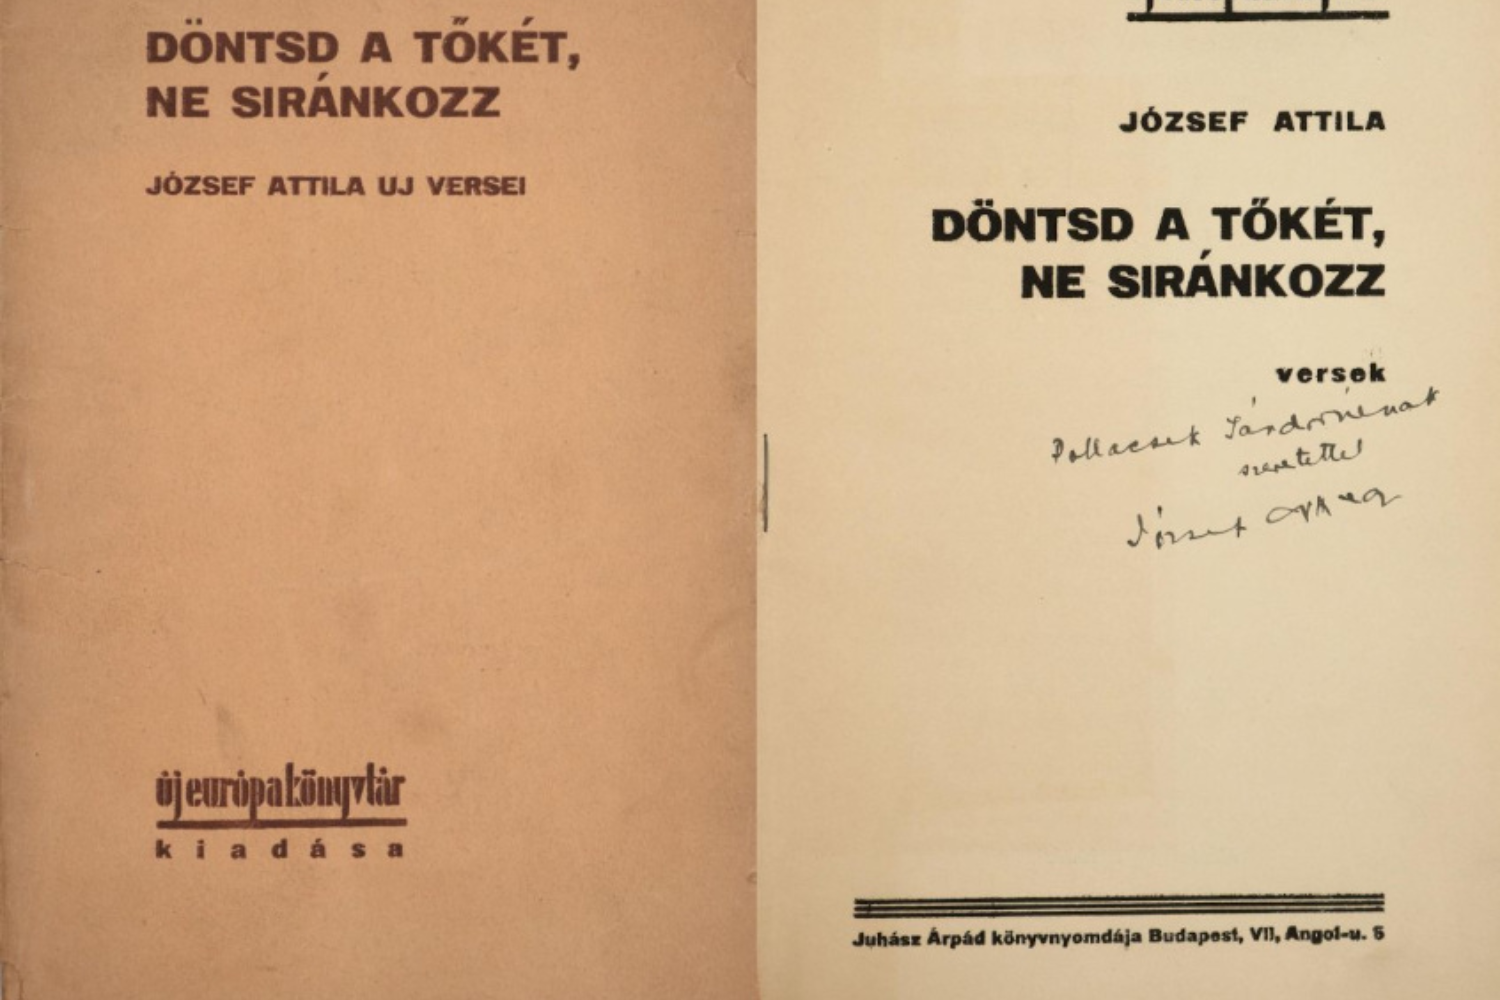 DÖNTSD A TŐKÉT,
NE SIRÁNKOZZ
JÓZSEF ATTILA UJ VERSEI
újeurópakönyvtár
kiadása
JÓZSEF ATTILA
DÖNTSD A TŐKÉT,
NE SIRÁNKOZZ
versek
Pollacsek Sándornénak
szeretettel
József Attila
Juhász Árpád könyvnyomdája Budapest, VII, Angol-u. 5